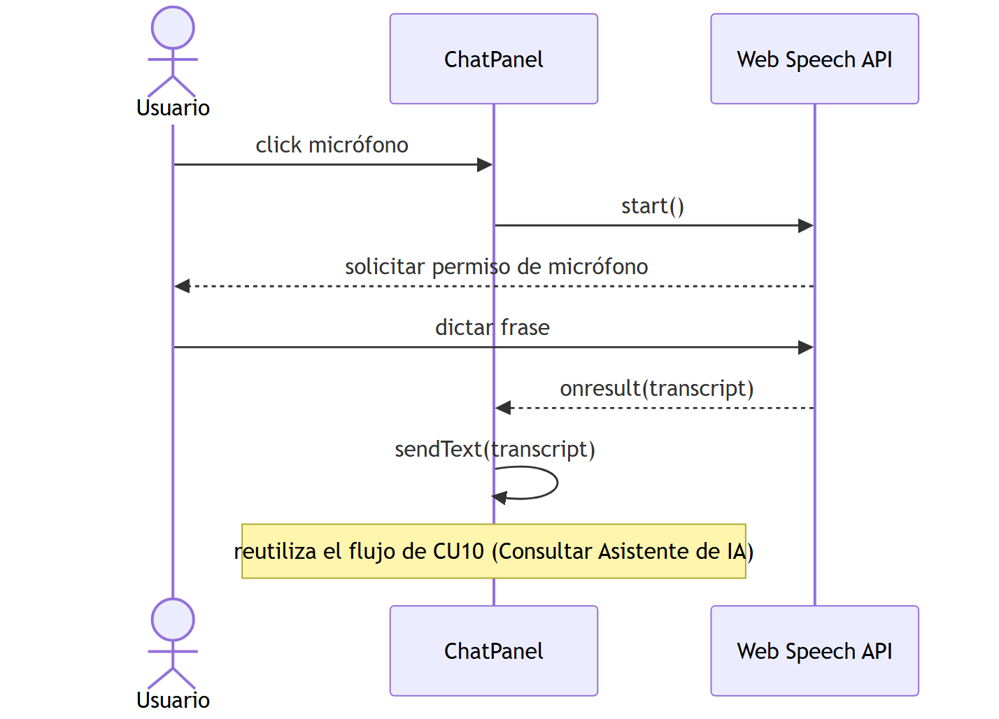 Usuario
ChatPanel
Web Speech API
click micrófono
start()
solicitar permiso de micrófono
dictar frase
onresult(transcript)
sendText(transcript)
reutiliza el flujo de CU10 (Consultar Asistente de IA)
Usuario
ChatPanel
Web Speech API